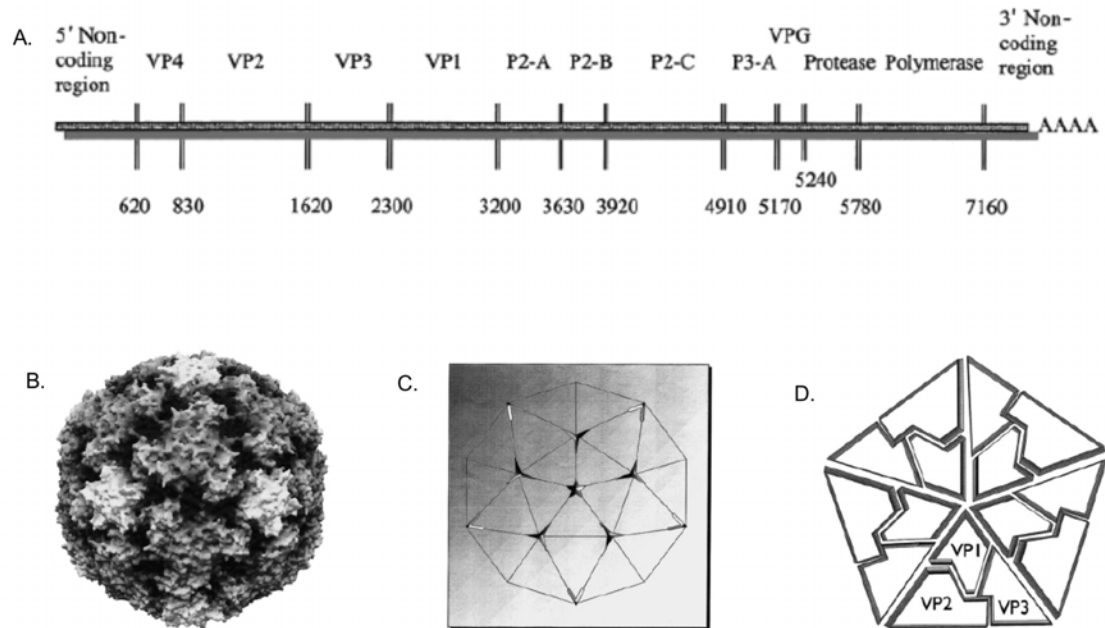 A.
5' Non-
coding
region
VP4
VP2
VP3
VP1
P2-A
P2-B
P2-C
P3-A
VPG
Protease
Polymerase
3' Non-
coding
region
AAAA
620
830
1620
2300
3200
3630
3920
4910
5170
5240
5780
7160
B.
C.
D.
VP1
VP2
VP3